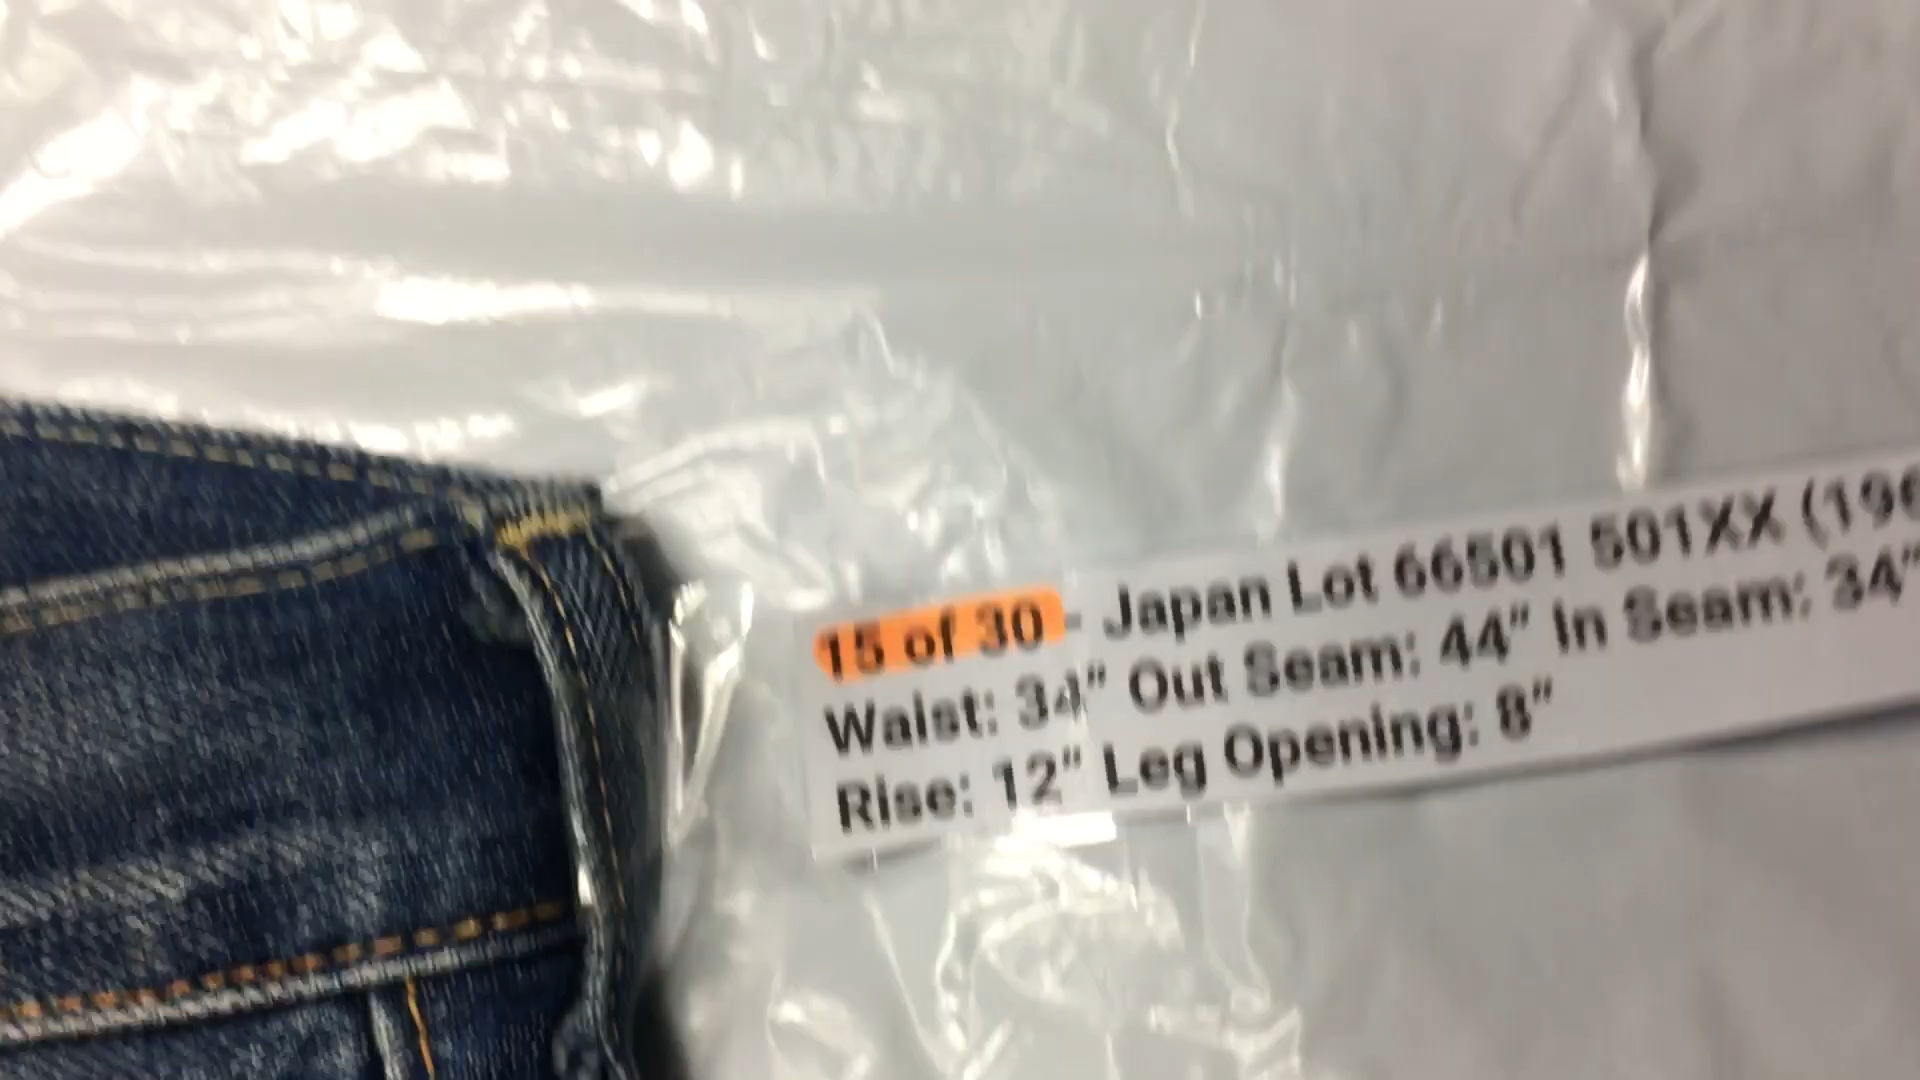 15 of 30 - Japan Lot 66501 501XX (196
Waist: 34” Out Seam: 44” In Seam: 34”
Rise: 12” Leg Opening: 8”